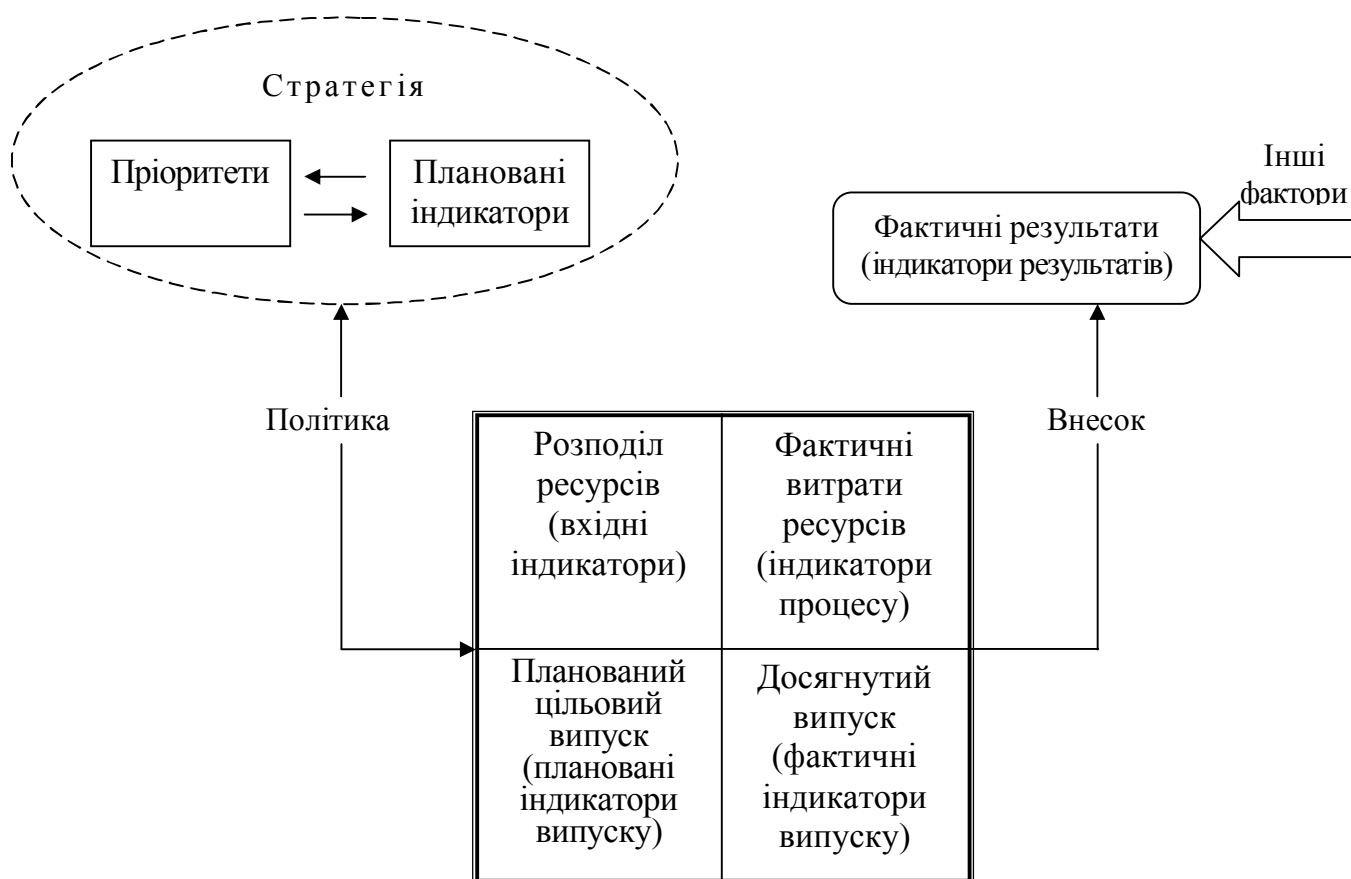 Стратегія
Пріоритети
Плановані
індикатори
Інші
фактори
Фактичні результати
(індикатори результатів)
Політика
Внесок
Розподіл
ресурсів
(вхідні
індикатори)
Фактичні
витрати
ресурсів
(індикатори
процесу)
Планований
цільовий
випуск
(плановані
індикатори
випуску)
Досягнутий
випуск
(фактичні
індикатори
випуску)